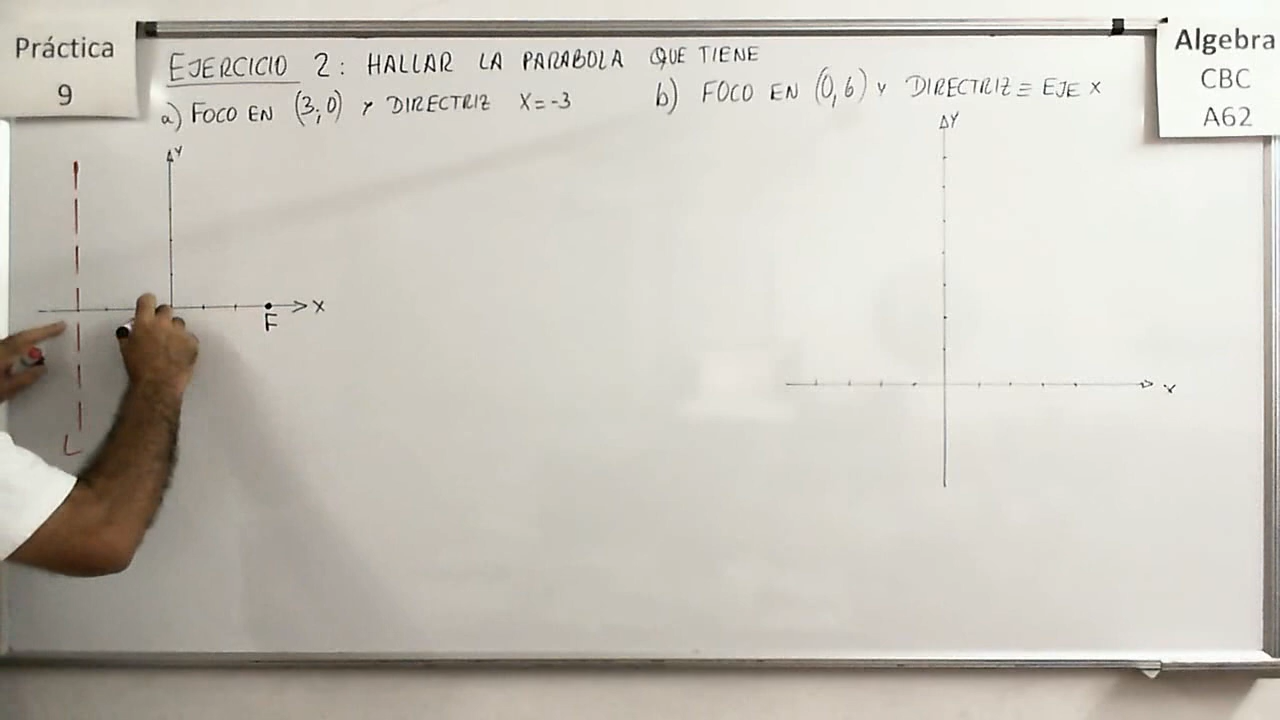 Práctica
9
EJERCICIO 2: HALLAR LA PARABOLA QUE TIENE
a) FOCO EN (3;0) Y DIRECTRIZ X=-3
b) FOCO EN (0,6) Y DIRECTRIZ ≡ EJE X
Algebra
CBC
A62
Y
X
F
L
Y
X